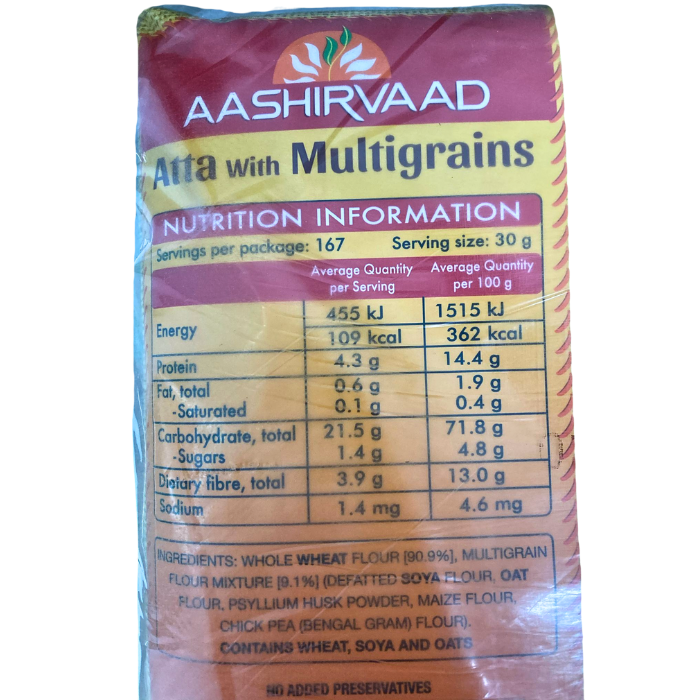 AASHIRVAAD
Atta With Multigrains
NUTRITION INFORMATION
Servings per package: 167 Serving size: 30 g
Average Quantity per Serving Average Quantity per 100 g
Energy 455 kJ 1515 kJ
109 kcal 362 kcal
Protein 4.3 g 14.4 g
Fat, total 0.6 g 1.9 g
-Saturated 0.1 g 0.4 g
Carbohydrate, total 21.5 g 71.8 g
-Sugars 1.4 g 4.8 g
Dietary fibre, total 3.9 g 13.0 g
Sodium 1.4 mg 4.6 mg
INGREDIENTS: WHOLE WHEAT FLOUR [90.9%], MULTIGRAIN
FLOUR MIXTURE [9.1%] (DEFATTED SOYA FLOUR, OAT
FLOUR, PSYLLIUM HUSK POWDER, MAIZE FLOUR,
CHICK PEA (BENGAL GRAM) FLOUR).
CONTAINS WHEAT, SOYA AND OATS
NO ADDED PRESERVATIVES